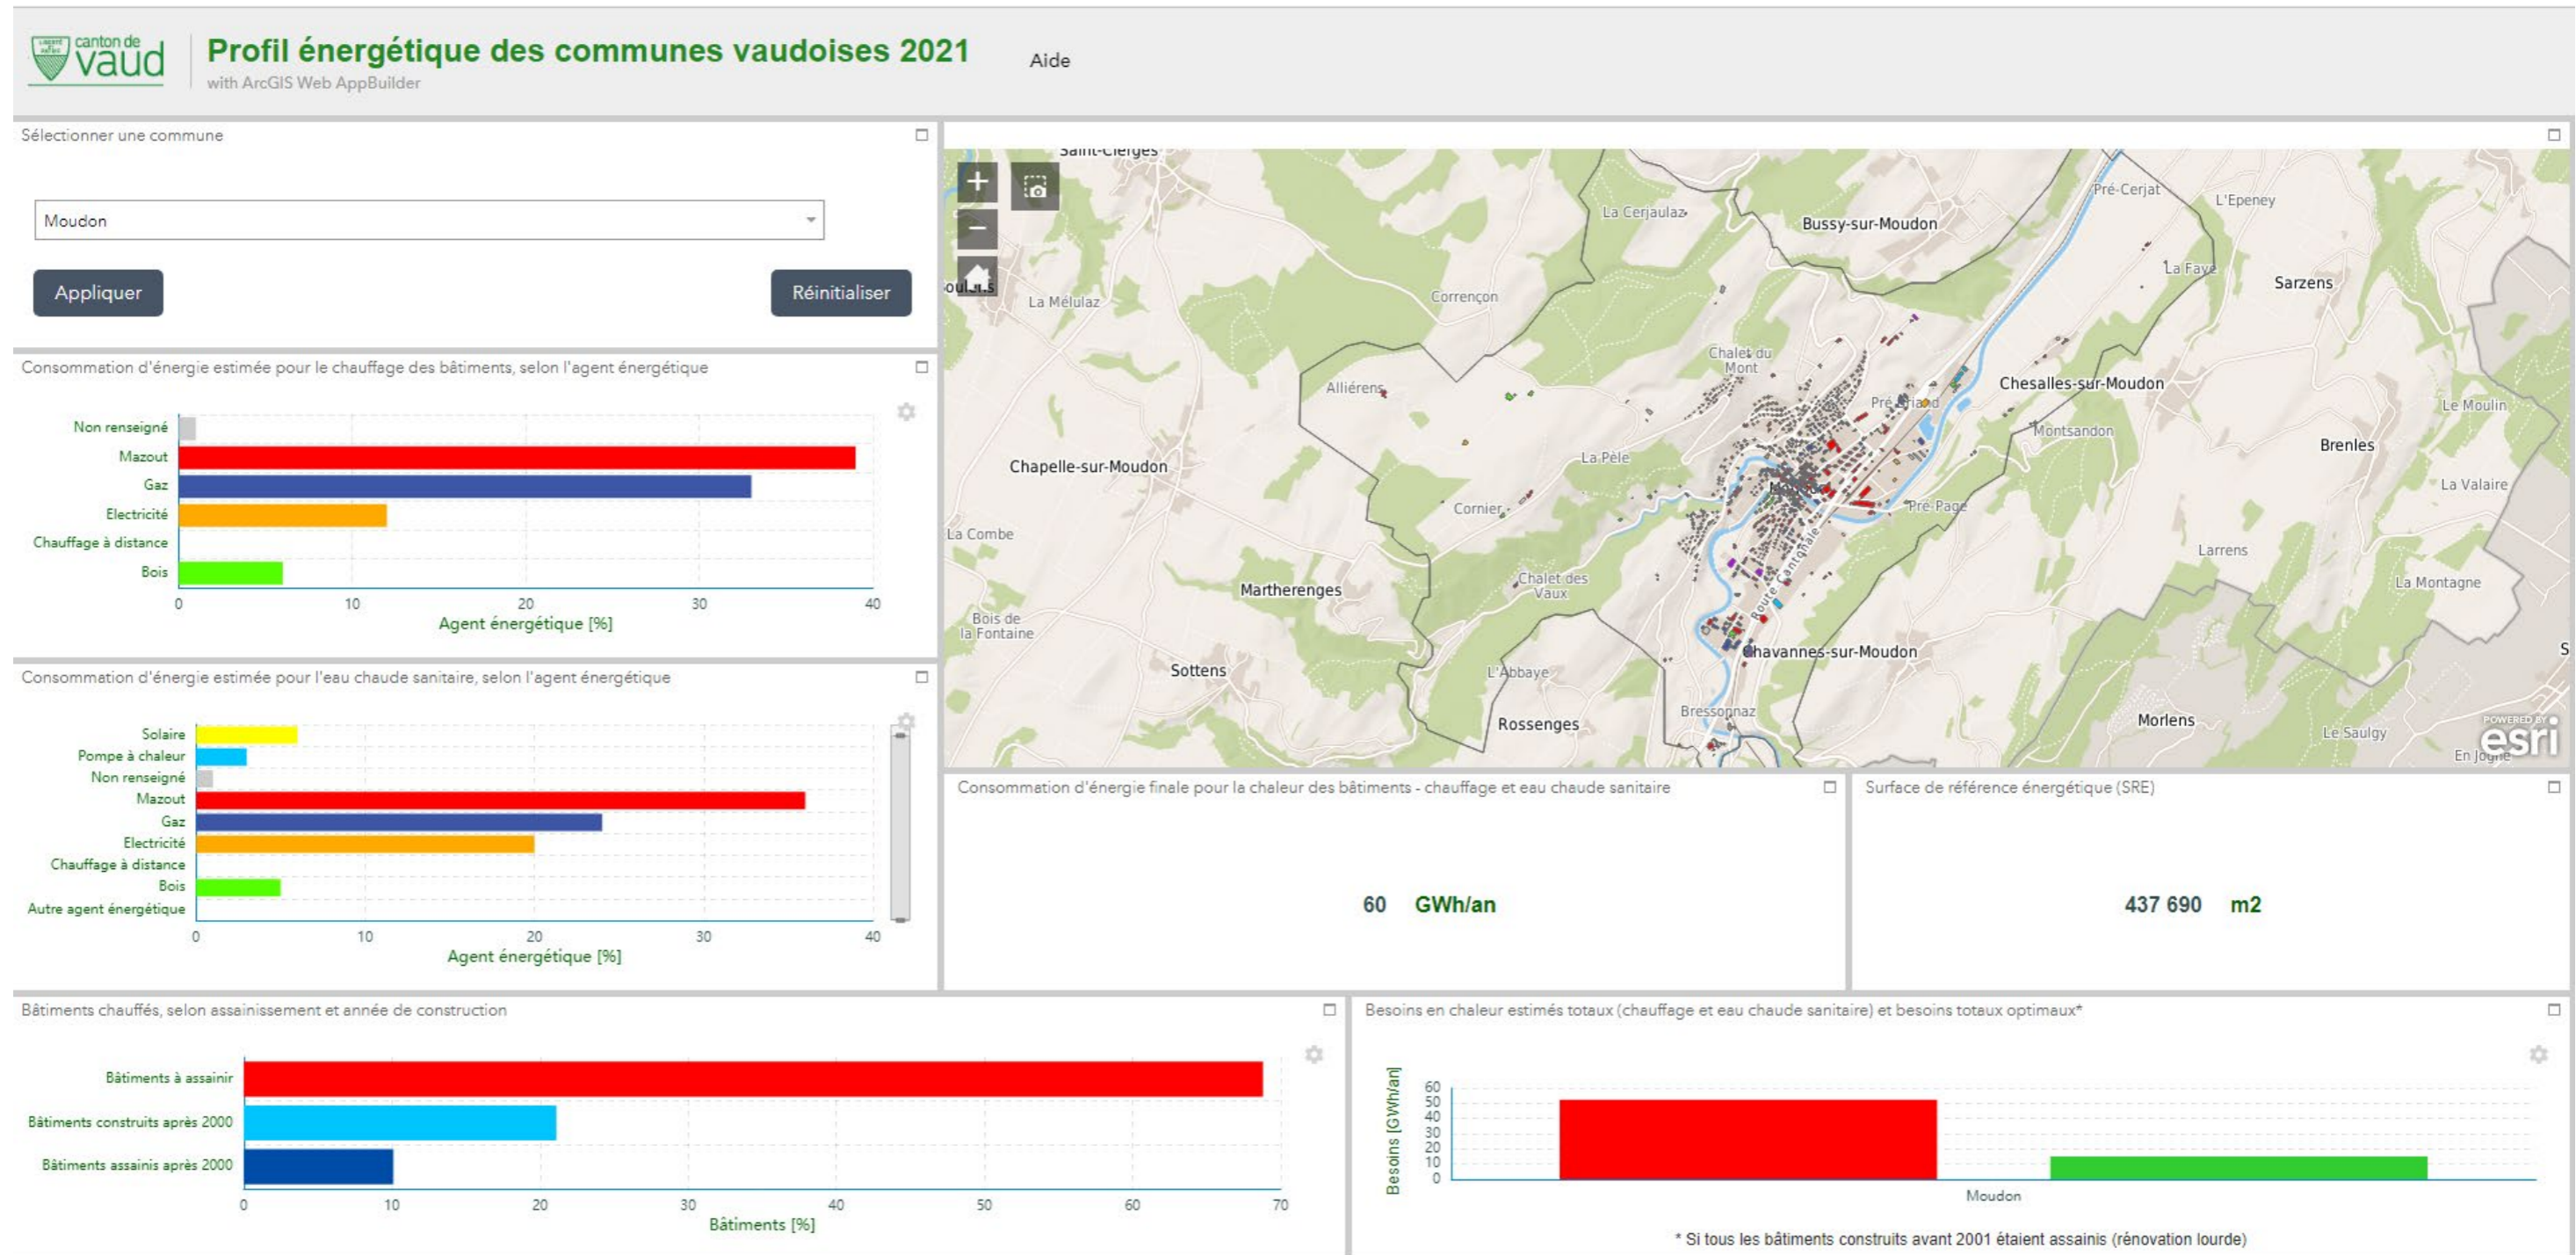 LIBERTÉ
ET
PATRIE
canton de
vaud
Profil énergétique des communes vaudoises 2021
with ArcGIS Web AppBuilder
Aide
Sélectionner une commune
Moudon
Appliquer
Réinitialiser
Consommation d'énergie estimée pour le chauffage des bâtiments, selon l'agent énergétique
Non renseigné
Mazout
Gaz
Electricité
Chauffage à distance
Bois
0 10 20 30 40
Agent énergétique [%]
Consommation d'énergie estimée pour l'eau chaude sanitaire, selon l'agent énergétique
Solaire
Pompe à chaleur
Non renseigné
Mazout
Gaz
Electricité
Chauffage à distance
Bois
Autre agent énergétique
0 10 20 30 40
Agent énergétique [%]
Saint-Cierges
Pré-Cerjat
L'Epeney
La Cerjaulaz
Bussy-sur-Moudon
La Faye
Sarzens
La Mélulaz
Corrençon
Chalet du
Mont
Alliérens
Chesalles-sur-Moudon
Pré Briand
Le Moulin
Montsandon
Brenles
La Pèle
Chapelle-sur-Moudon
La Valaire
Cornier
Pré-Page
La Combe
Larrens
Route Cantonale
Chalet des
Vaux
La Montagne
Martherenges
Bois de
la Fontaine
Chavannes-sur-Moudon
Sottens
L'Abbaye
Bressonnaz
Rossenges
Morlens
Le Saulgy
POWERED BY
esri
En Jogne
S
Consommation d'énergie finale pour la chaleur des bâtiments - chauffage et eau chaude sanitaire
60 GWh/an
Surface de référence énergétique (SRE)
437 690 m2
Bâtiments chauffés, selon assainissement et année de construction
Bâtiments à assainir
Bâtiments construits après 2000
Bâtiments assainis après 2000
0 10 20 30 40 50 60 70
Bâtiments [%]
Besoins en chaleur estimés totaux (chauffage et eau chaude sanitaire) et besoins totaux optimaux*
Besoins [GWh/an]
60
50
40
30
20
10
0
Moudon
* Si tous les bâtiments construits avant 2001 étaient assainis (rénovation lourde)